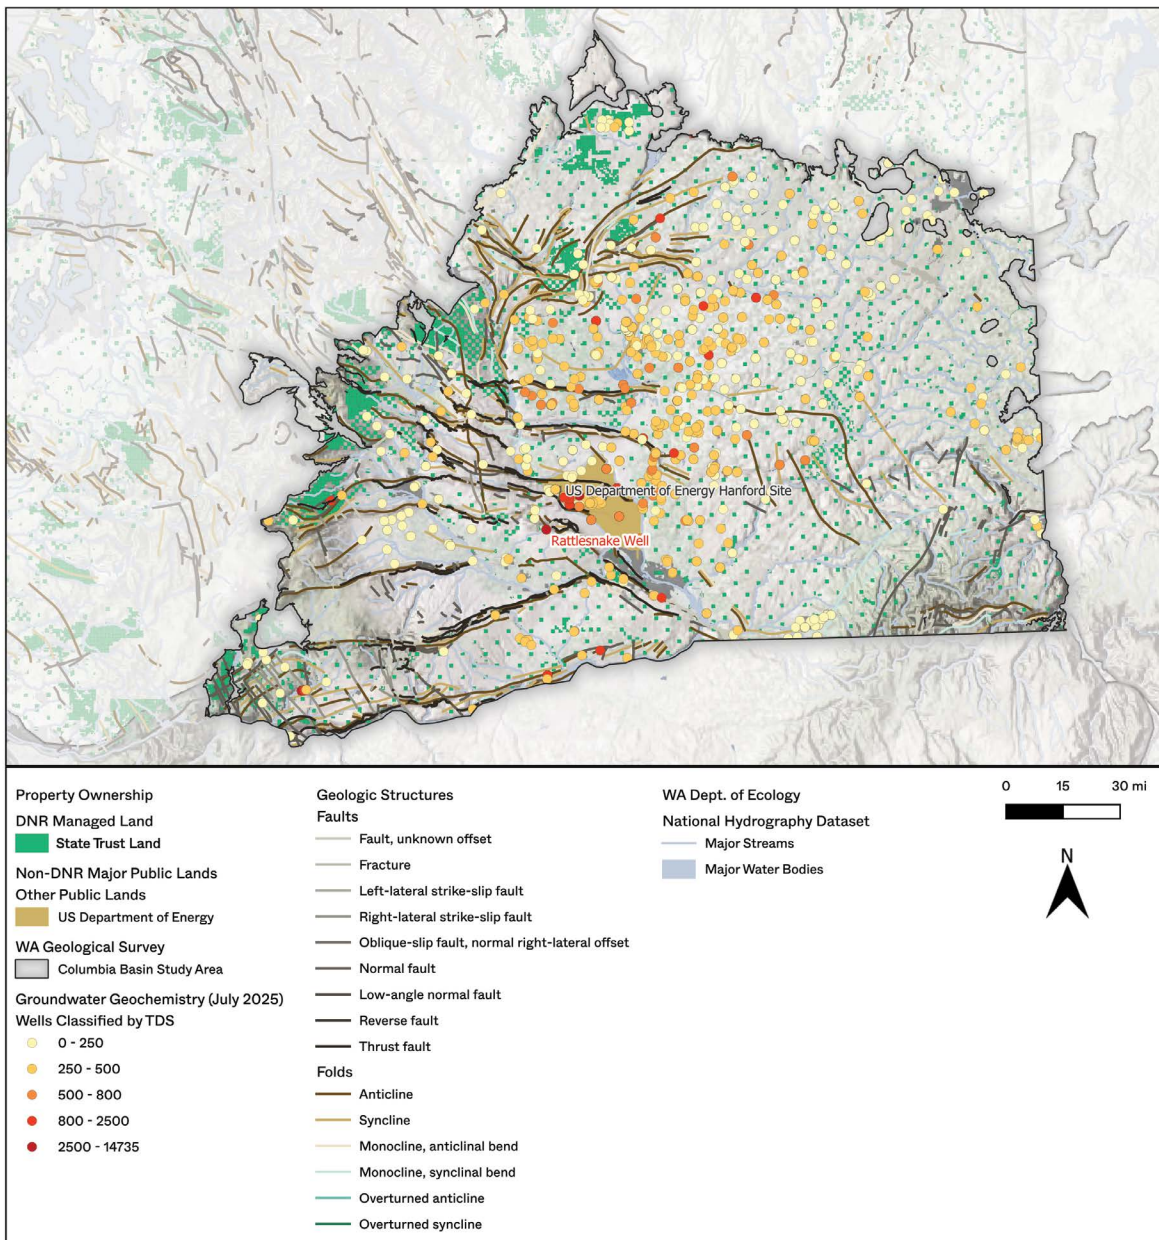 US Department of Energy Hanford Site
Rattlesnake Well
Property Ownership
DNR Managed Land
State Trust Land
Non-DNR Major Public Lands
Other Public Lands
US Department of Energy
WA Geological Survey
Columbia Basin Study Area
Groundwater Geochemistry (July 2025)
Wells Classified by TDS
0 - 250
250 - 500
500 - 800
800 - 2500
2500 - 14735
Geologic Structures
Faults
Fault, unknown offset
Fracture
Left-lateral strike-slip fault
Right-lateral strike-slip fault
Oblique-slip fault, normal right-lateral offset
Normal fault
Low-angle normal fault
Reverse fault
Thrust fault
Folds
Anticline
Syncline
Monocline, anticlinal bend
Monocline, synclinal bend
Overturned anticline
Overturned syncline
WA Dept. of Ecology
National Hydrography Dataset
Major Streams
Major Water Bodies
0 15 30 mi
N